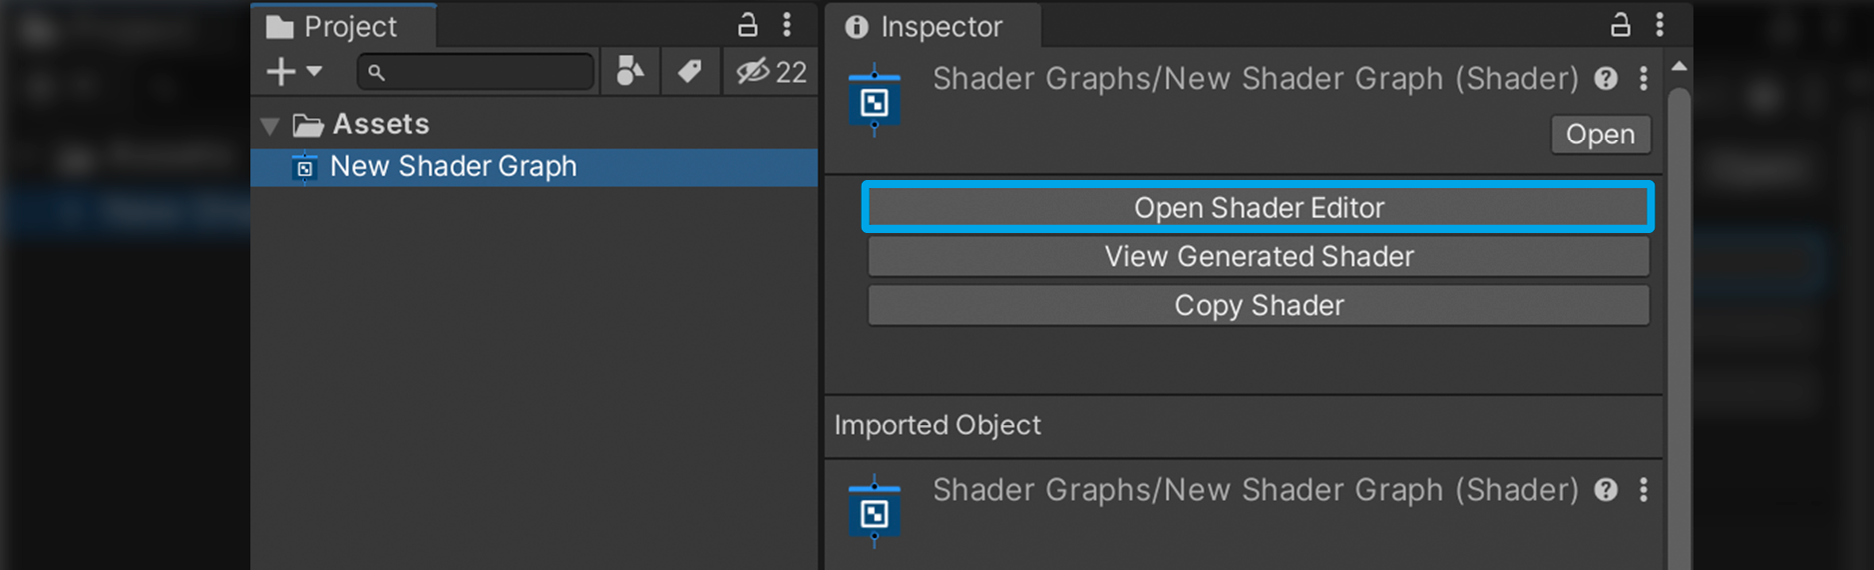 Project
22
Assets
New Shader Graph
Inspector
Shader Graphs/New Shader Graph (Shader)
Open
Open Shader Editor
View Generated Shader
Copy Shader
Imported Object
Shader Graphs/New Shader Graph (Shader)